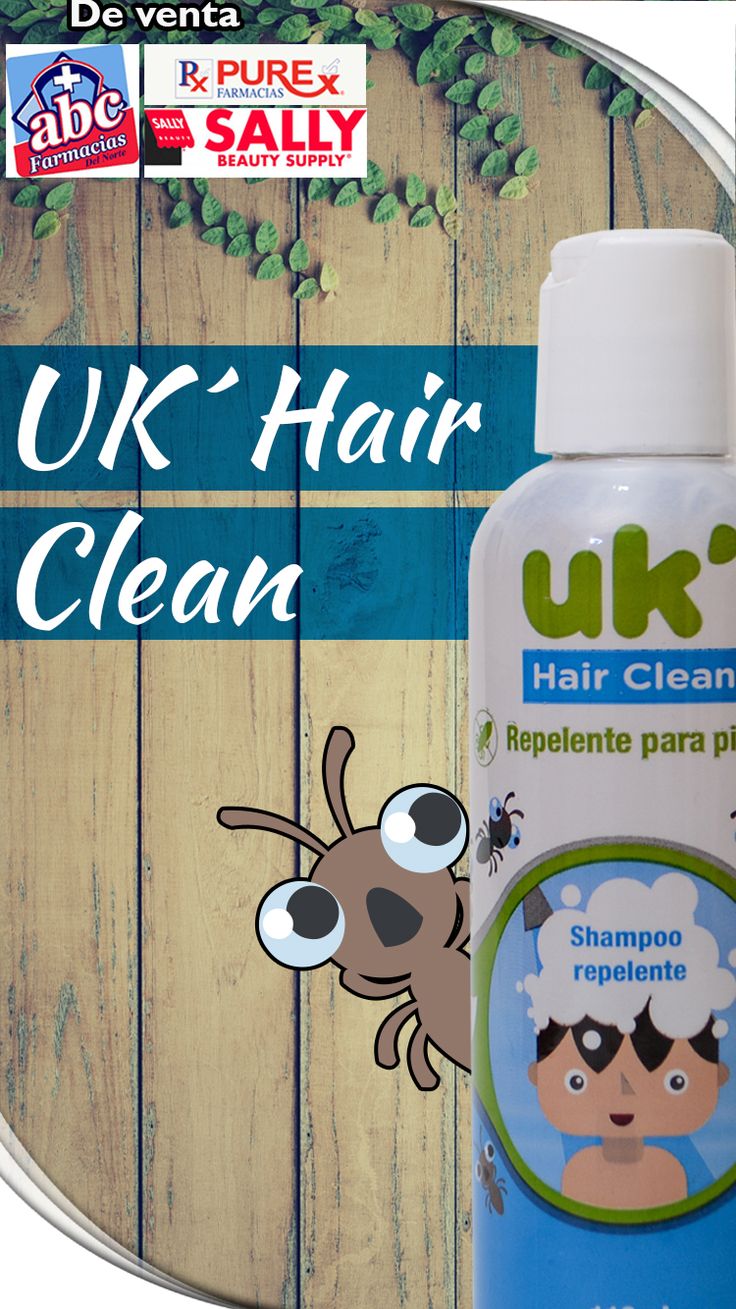 De venta
abc
Farmacias
Del Norte
Rx PUREx
FARMACIAS
SALLY
BEAUTY
SALLY
BEAUTY SUPPLY
UK´Hair
Clean
uk'
Hair Clean
Repelente para pi
Shampoo
repelente